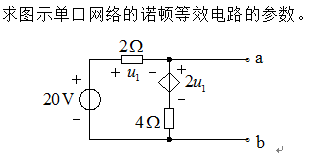 求图示单口网络的诺顿等效电路的参数。
2Ω
a
+ u₁ - + 2u₁ -
+ 20V -
4Ω
b